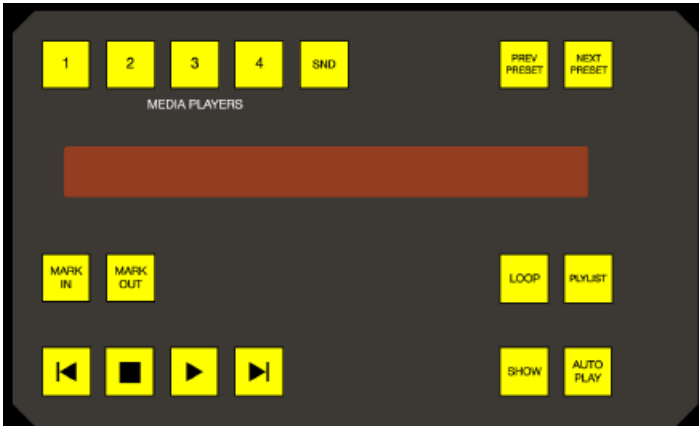 1 2 3 4 SND PREV PRESET NEXT PRESET
MEDIA PLAYERS
MARK IN MARK OUT LOOP PLYLIST
SHOW AUTO PLAY